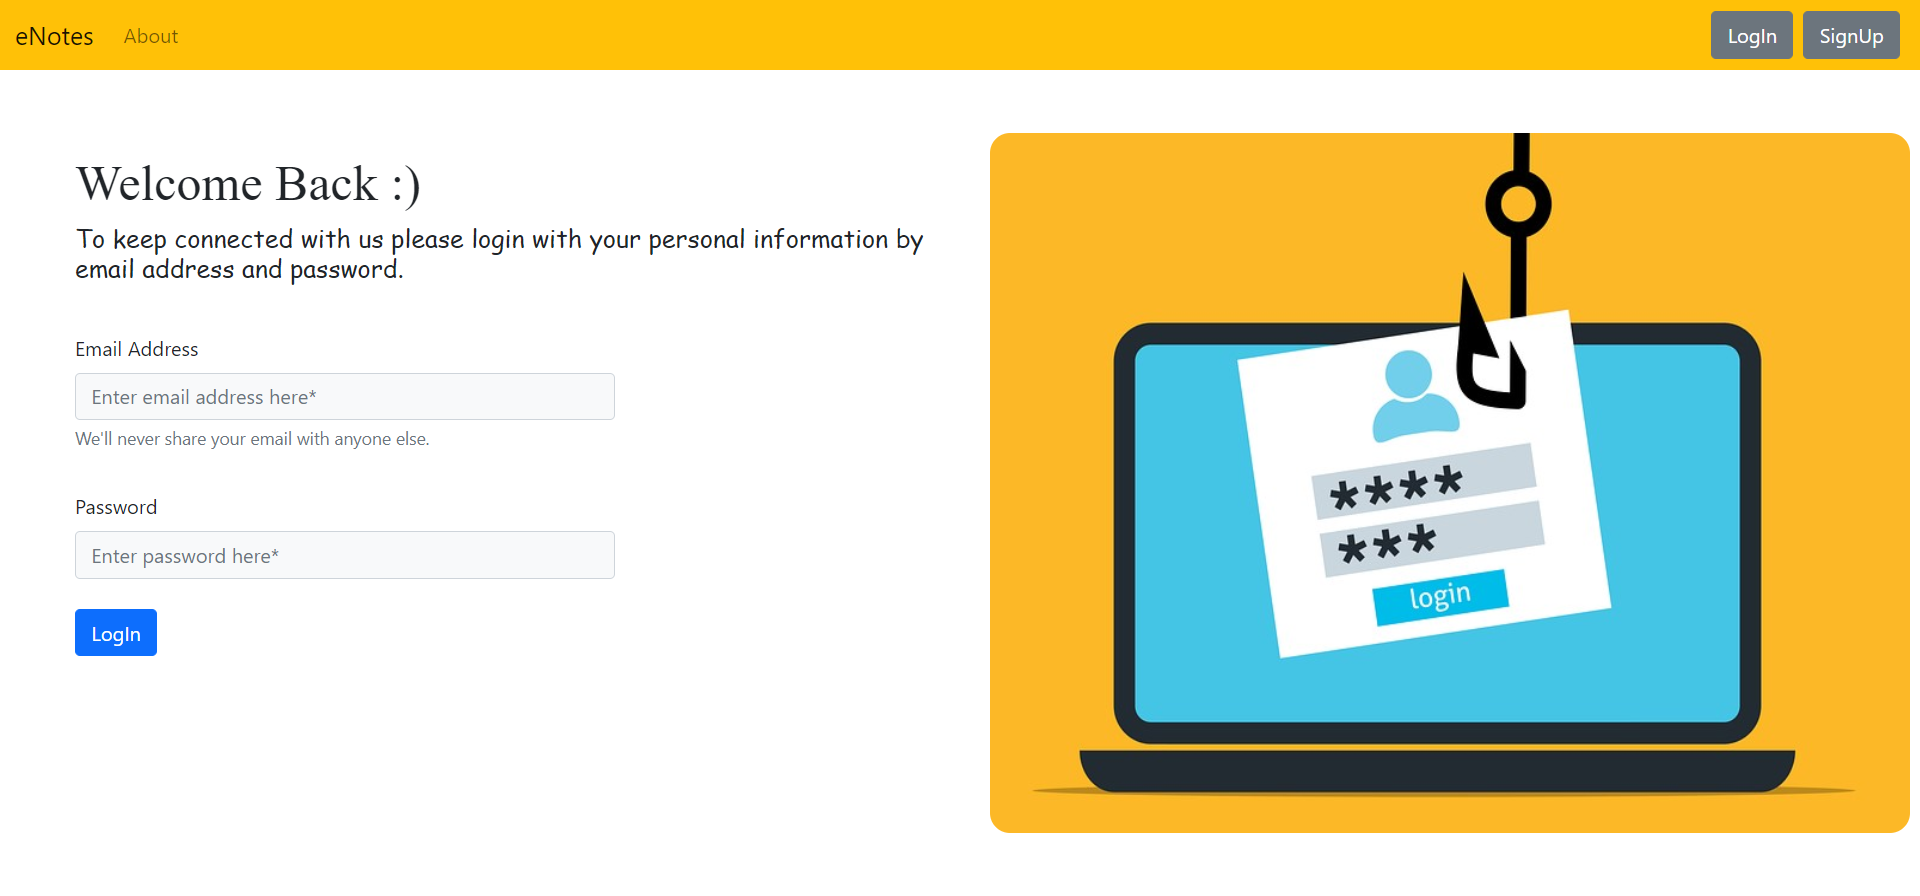 eNotes About LogIn SignUp
Welcome Back :)
To keep connected with us please login with your personal information by
email address and password.
Email Address
Enter email address here*
We'll never share your email with anyone else.
Password
Enter password here*
LogIn
****
***
login